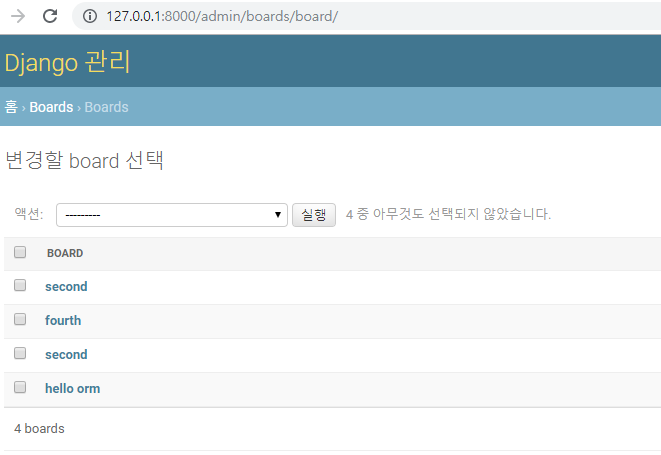 127.0.0.1:8000/admin/boards/board/
Django 관리
홈 › Boards › Boards
변경할 board 선택
액션: --------- 실행 4 중 아무것도 선택되지 않았습니다.
BOARD
second
fourth
second
hello orm
4 boards